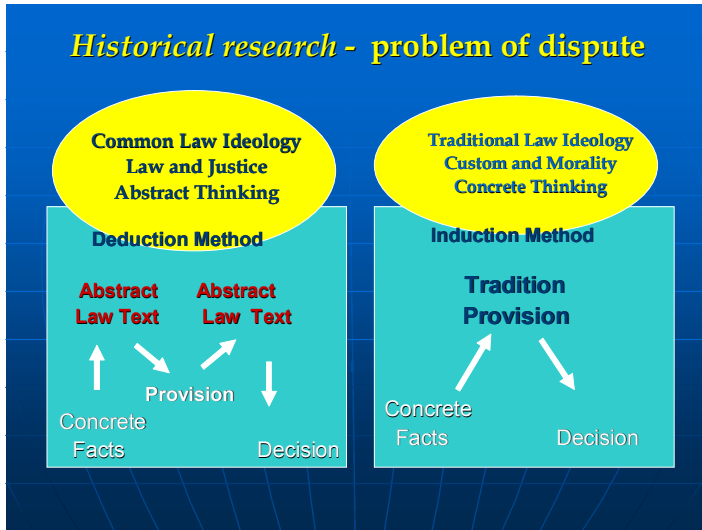 Historical research - problem of dispute
Common Law Ideology
Law and Justice
Abstract Thinking
Deduction Method
Abstract Law Text
Abstract Law Text
Provision
Concrete Facts
Decision
Traditional Law Ideology
Custom and Morality
Concrete Thinking
Induction Method
Tradition
Provision
Concrete Facts
Decision